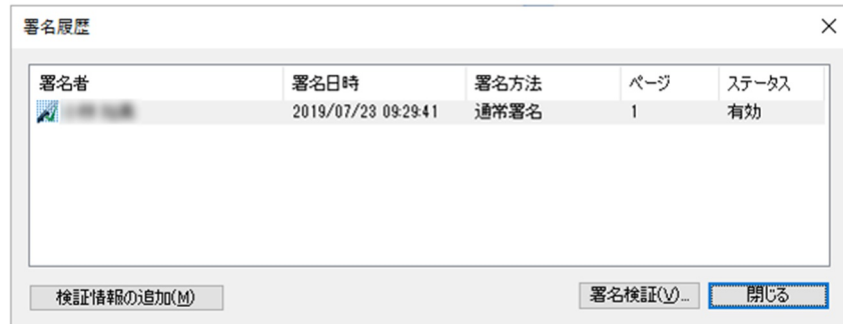 署名履歴
署名者 署名日時 署名方法 ページ ステータス
2019/07/23 09:29:41 通常署名 1 有効
検証情報の追加(M) 署名検証(V)... 閉じる